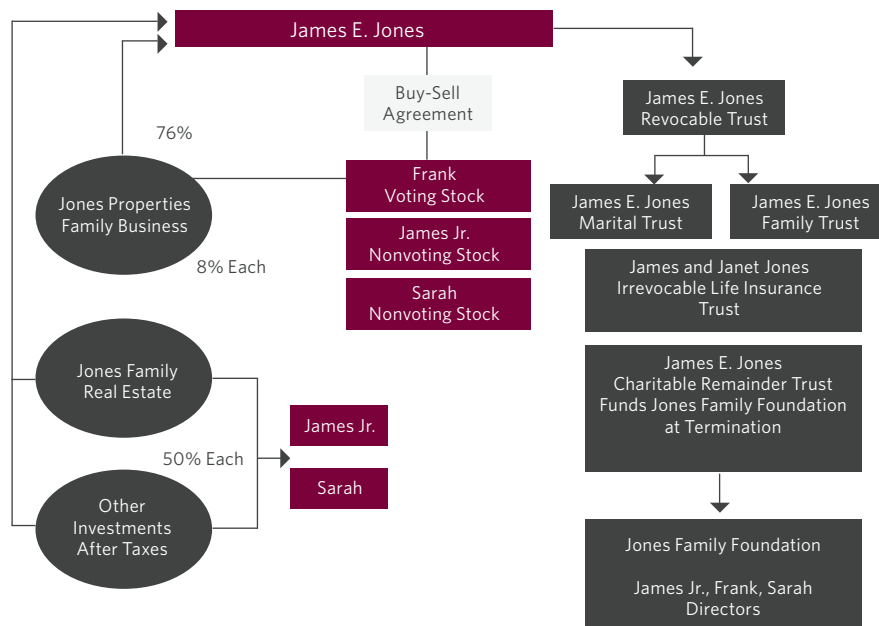 James E. Jones
Buy-Sell
Agreement
James E. Jones
Revocable Trust
76%
Jones Properties
Family Business
Frank
Voting Stock
James E. Jones
Marital Trust
James E. Jones
Family Trust
8% Each
James Jr.
Nonvoting Stock
Sarah
Nonvoting Stock
James and Janet Jones
Irrevocable Life Insurance
Trust
Jones Family
Real Estate
James E. Jones
Charitable Remainder Trust
Funds Jones Family Foundation
at Termination
50% Each
James Jr.
Sarah
Other
Investments
After Taxes
Jones Family Foundation
James Jr., Frank, Sarah
Directors